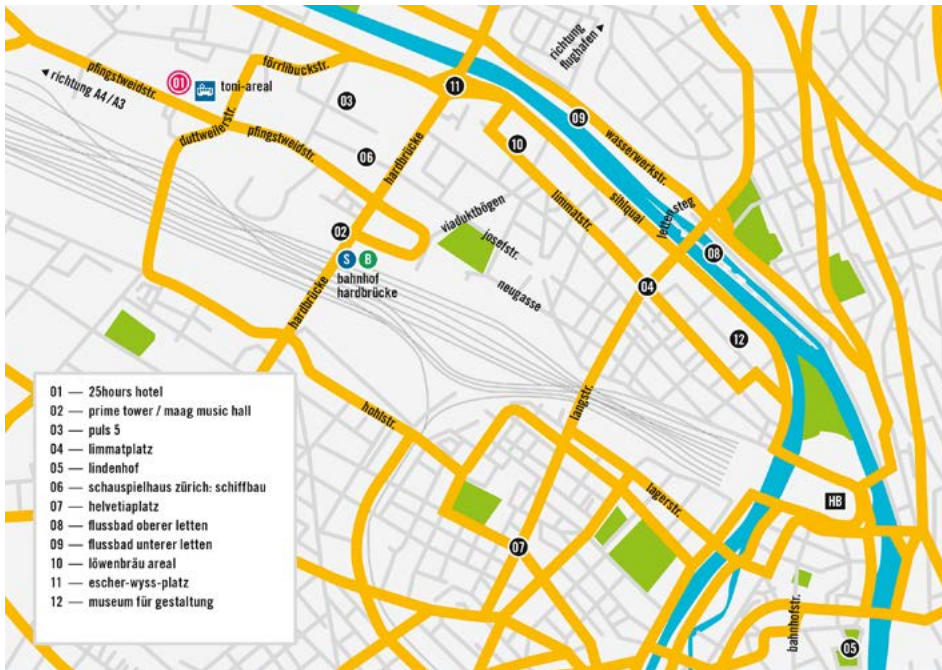 richtung
flughafen
förrlibuckstr.
pfingstweidstr.
richtung A4/A3
01
toni-areal
11
03
09
duttweilerstr.
pfingstweidstr.
hardbrücke
10
wasserwerkstr.
06
limmatstr.
sihlquai
lettensteg
viaduktbögen
josefstr.
02
08
S B
bahnhof
hardbrücke
neugasse
04
hardbrücke
12
langstr.
hohlstr.
lagerstr.
HB
07
bahnhofstr.
05
01 — 25hours hotel
02 — prime tower / maag music hall
03 — puls 5
04 — limmatplatz
05 — lindenhof
06 — schauspielhaus zürich: schiffbau
07 — helvetiaplatz
08 — flussbad oberer letten
09 — flussbad unterer letten
10 — löwenbräu areal
11 — escher-wyss-platz
12 — museum für gestaltung